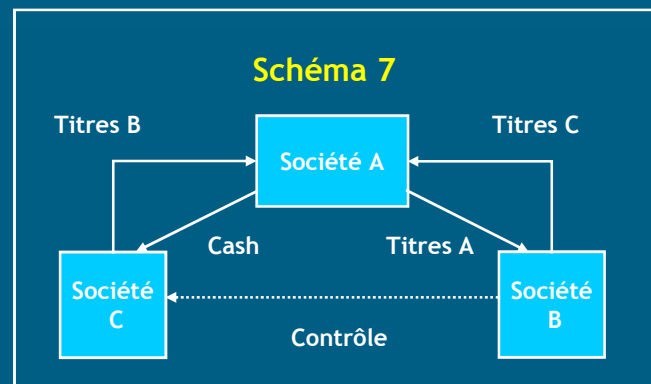 Schéma 7
Titres B
Titres C
Société A
Cash
Titres A
Société
C
Société
B
Contrôle